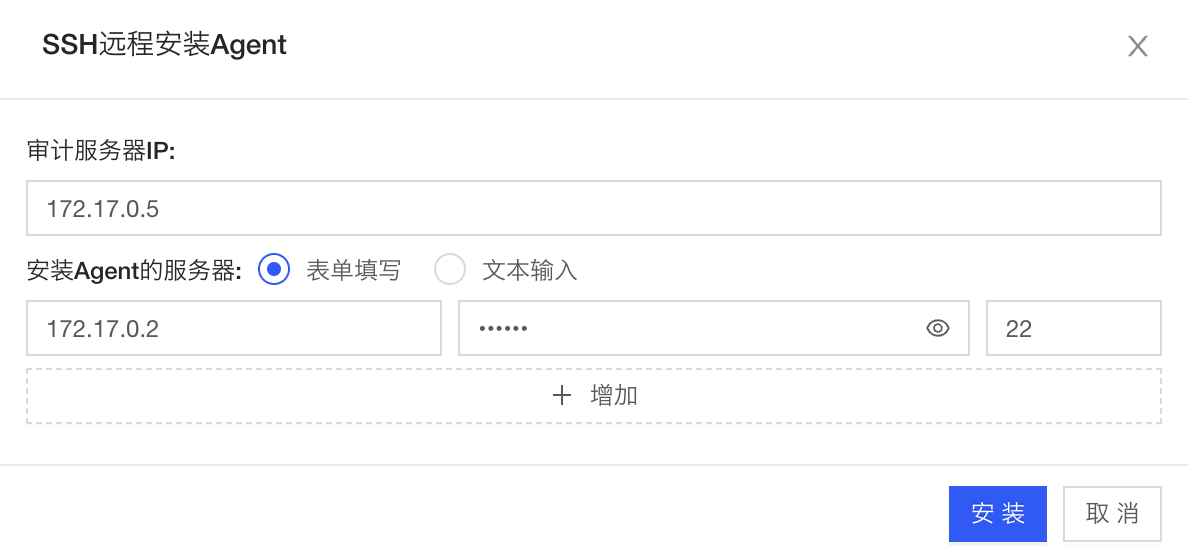 SSH远程安装Agent
审计服务器IP:
172.17.0.5
安装Agent的服务器: 表单填写 文本输入
172.17.0.2 •••••• 22
+ 增加
安 装 取 消